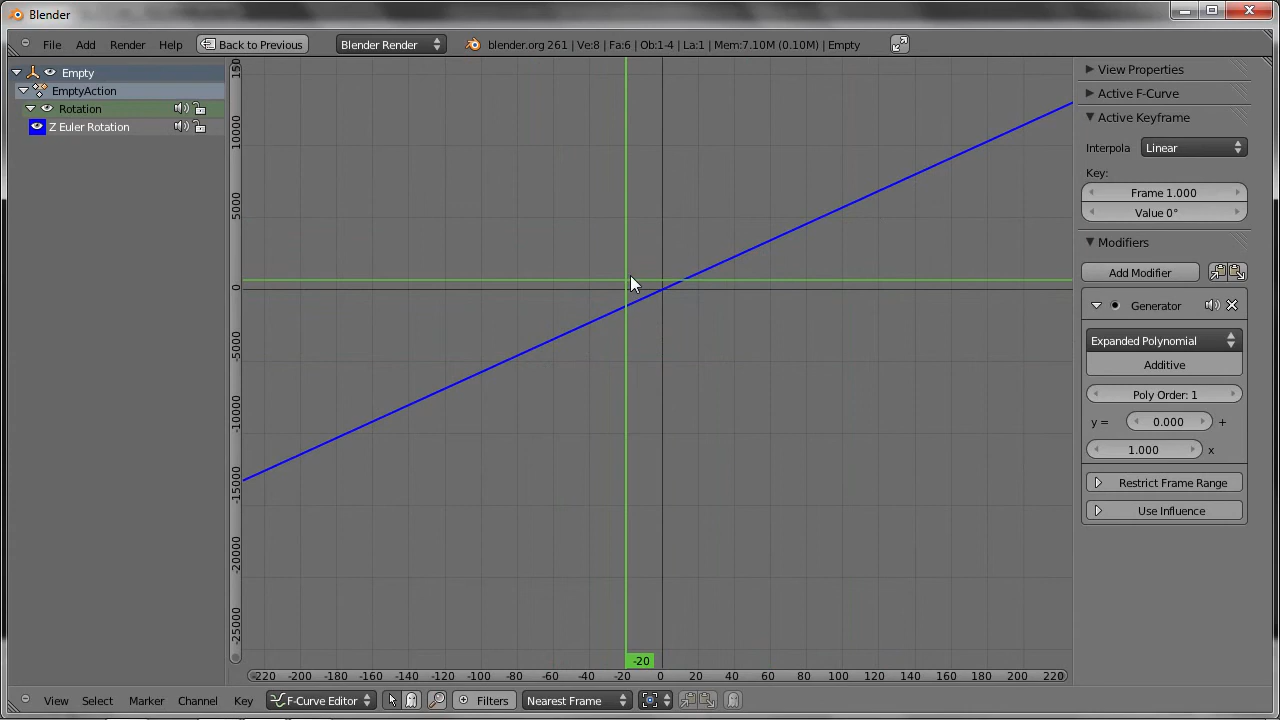 Blender
File Add Render Help Back to Previous Blender Render blender.org 261 | Ve:8 | Fa:6 | Ob:1-4 | La:1 | Mem:7.10M (0.10M) | Empty
Empty
EmptyAction
Rotation
Z Euler Rotation
150
10000
5000
0
-5000
-10000
-15000
-20000
-25000
-20
-220 -200 -180 -160 -140 -120 -100 -80 -60 -40 -20 0 20 40 60 80 100 120 140 160 180 200 220
View Properties
Active F-Curve
Active Keyframe
Interpola Linear
Key:
Frame 1.000
Value 0°
Modifiers
Add Modifier
Generator
Expanded Polynomial
Additive
Poly Order: 1
y = 0.000 +
1.000 x
Restrict Frame Range
Use Influence
View Select Marker Channel Key F-Curve Editor Filters Nearest Frame